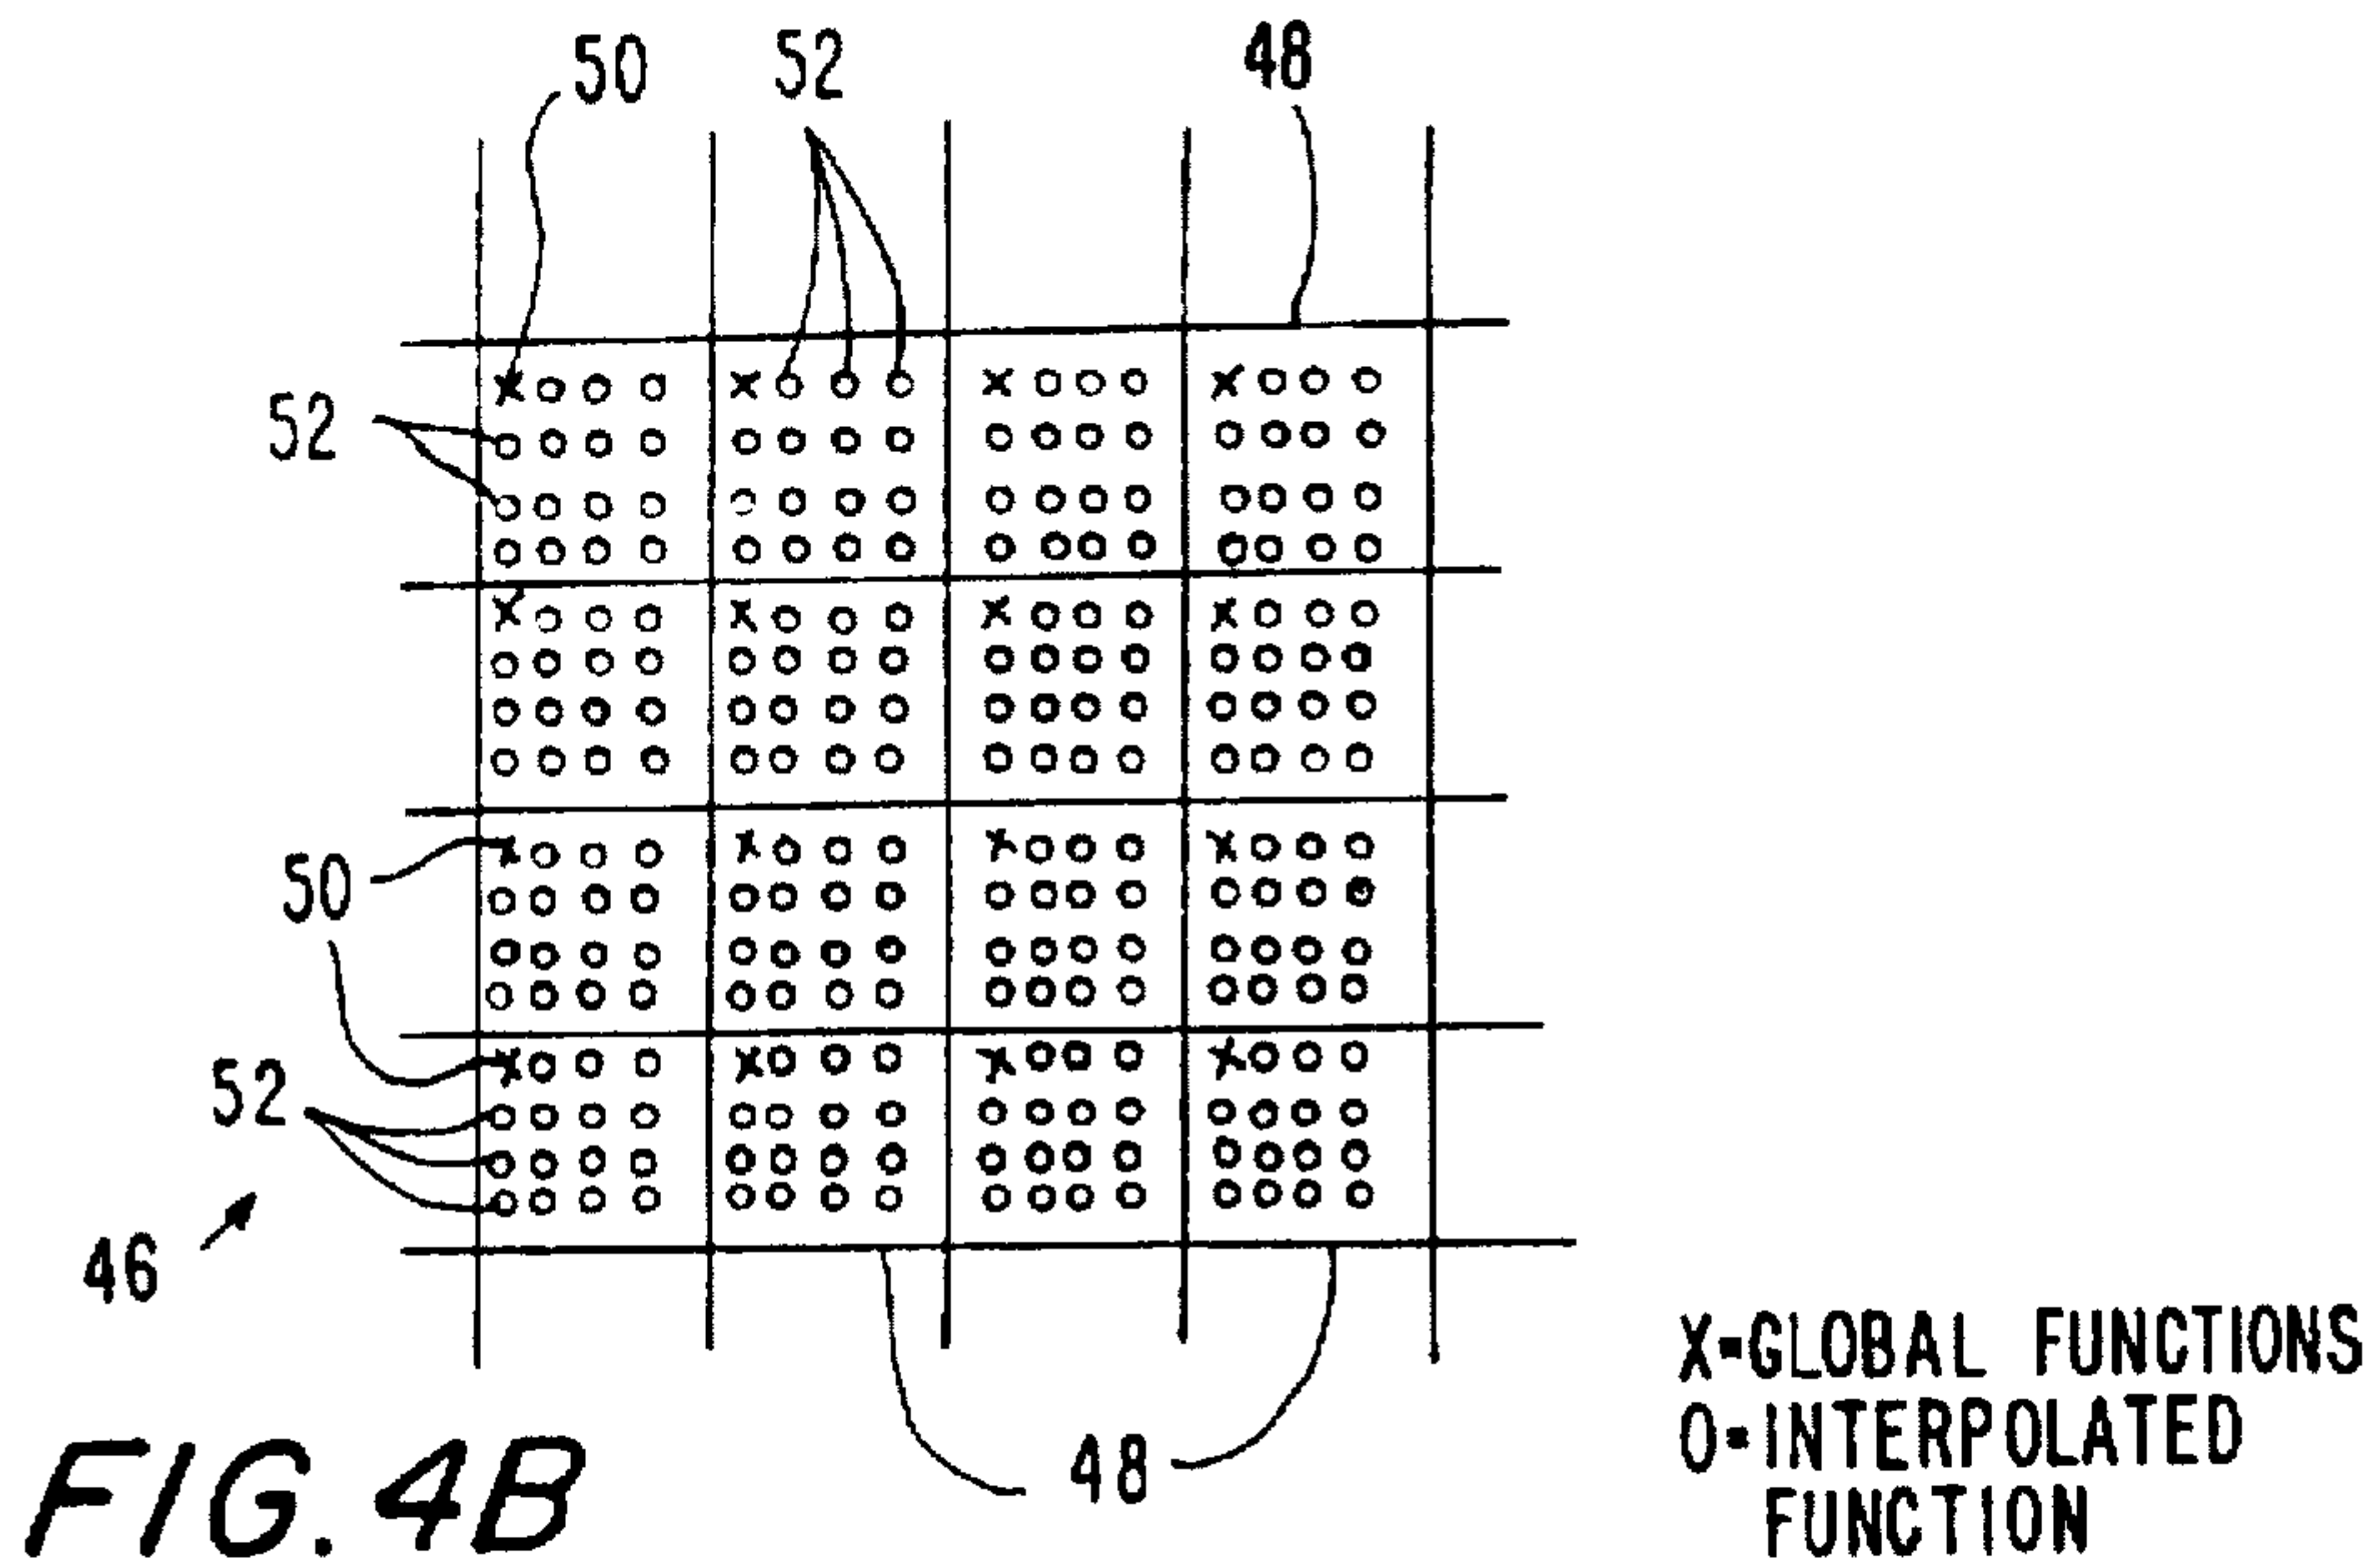 50
52
48
52
50
52
46
48
X=GLOBAL FUNCTIONS
O=INTERPOLATED
FUNCTION
FIG. 4B